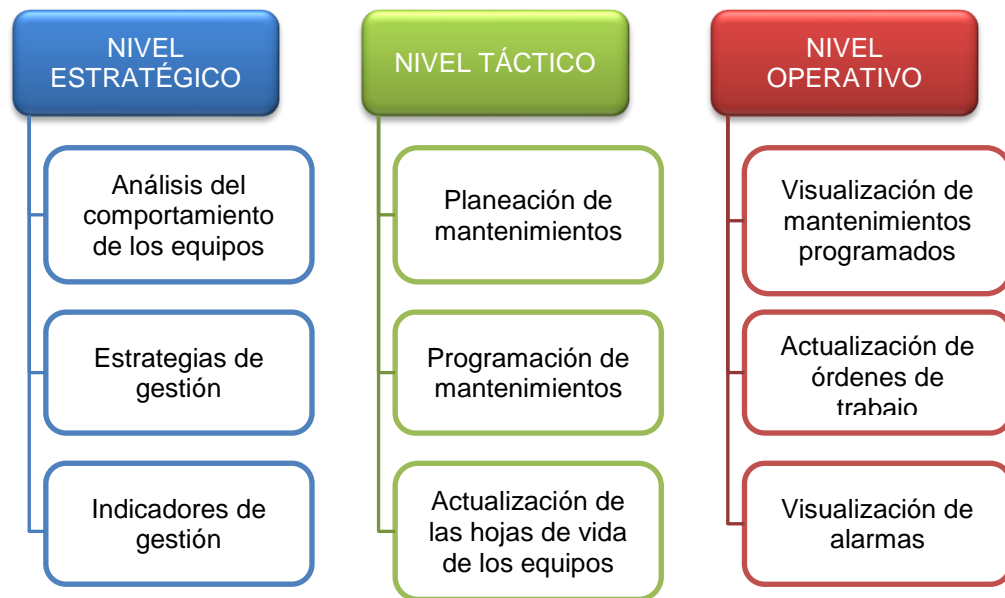 NIVEL
ESTRATÉGICO
Análisis del
comportamiento
de los equipos
Estrategias de
gestión
Indicadores de
gestión
NIVEL TÁCTICO
Planeación de
mantenimientos
Programación de
mantenimientos
Actualización de
las hojas de vida
de los equipos
NIVEL
OPERATIVO
Visualización de
mantenimientos
programados
Actualización de
órdenes de
trabajo
Visualización de
alarmas